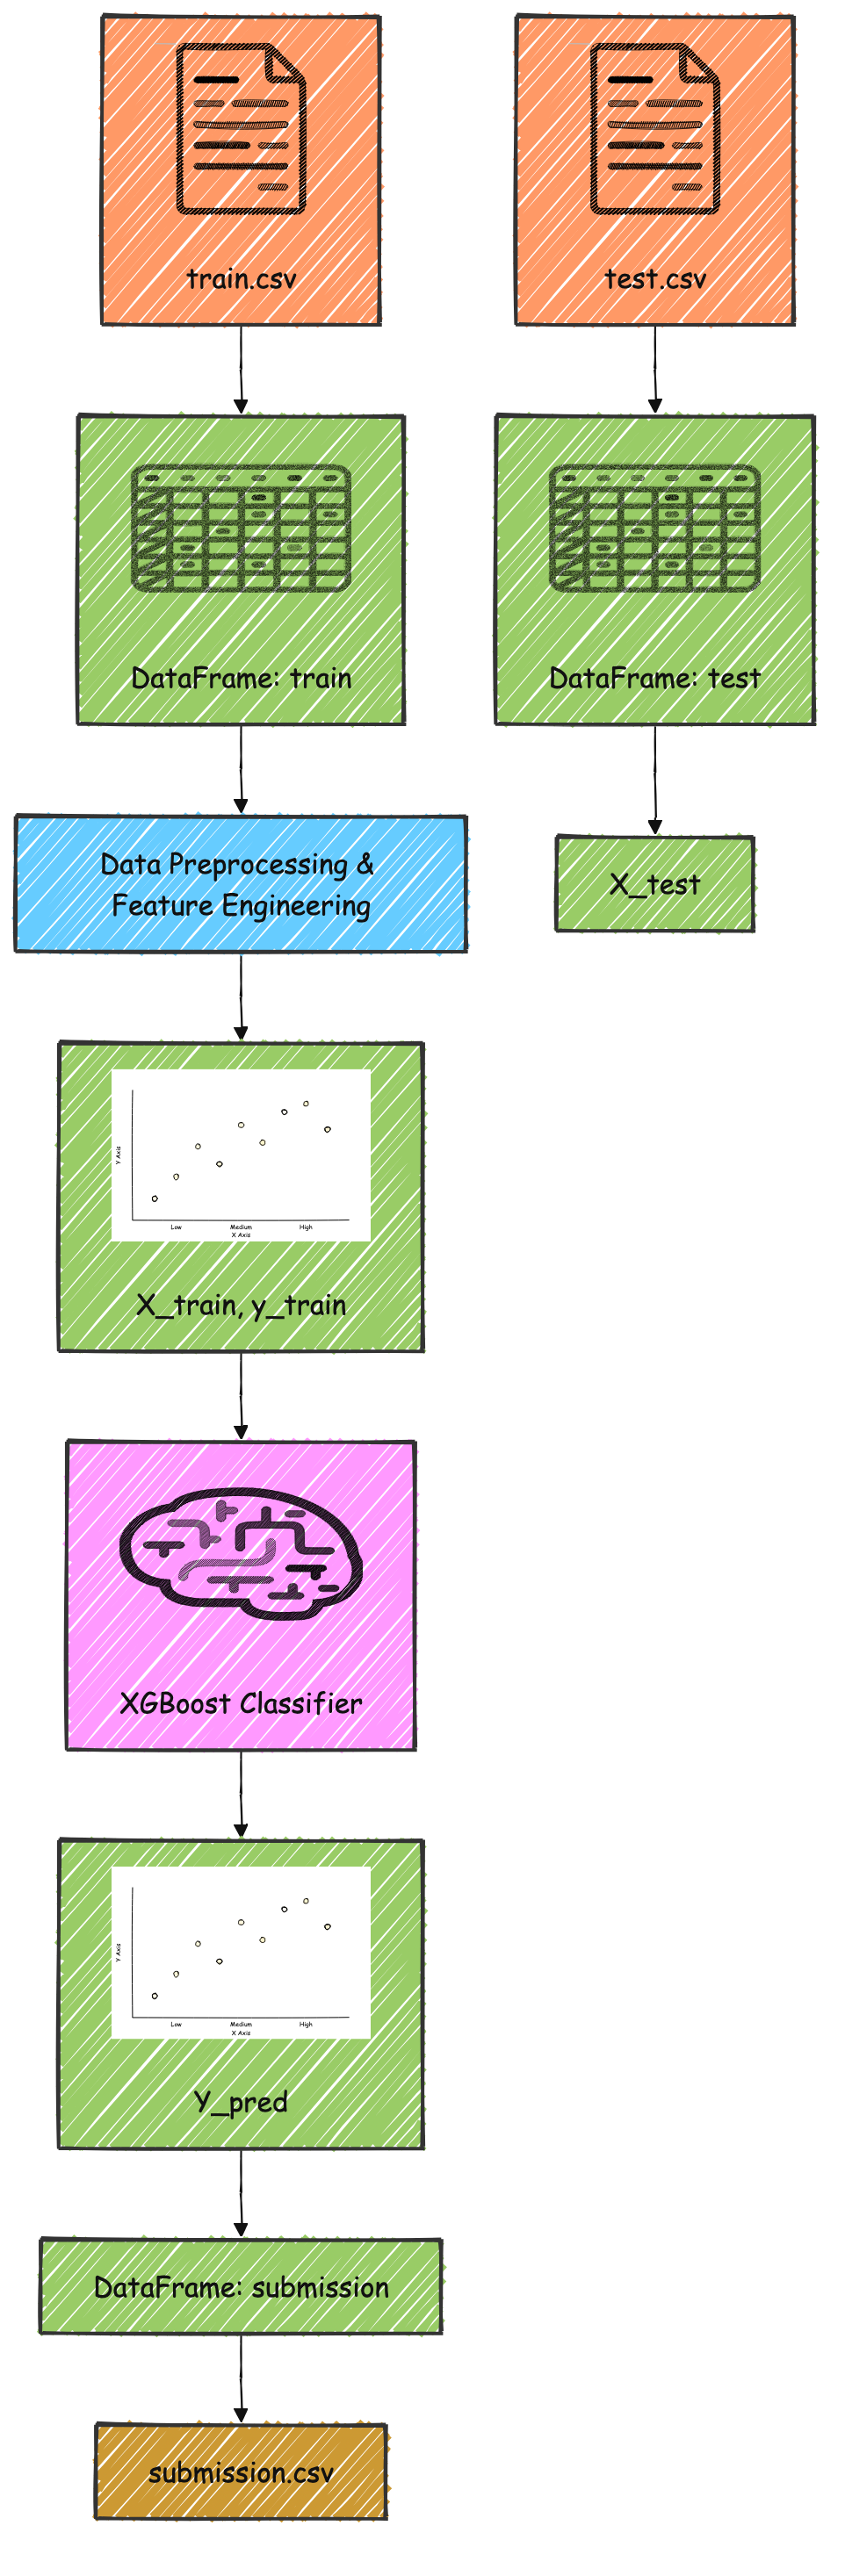 train.csv
test.csv
DataFrame: train
DataFrame: test
Data Preprocessing &
Feature Engineering
X_test
Y Axis
Low Medium High
X Axis
X_train, y_train
XGBoost Classifier
Y Axis
Low Medium High
X Axis
Y_pred
DataFrame: submission
submission.csv